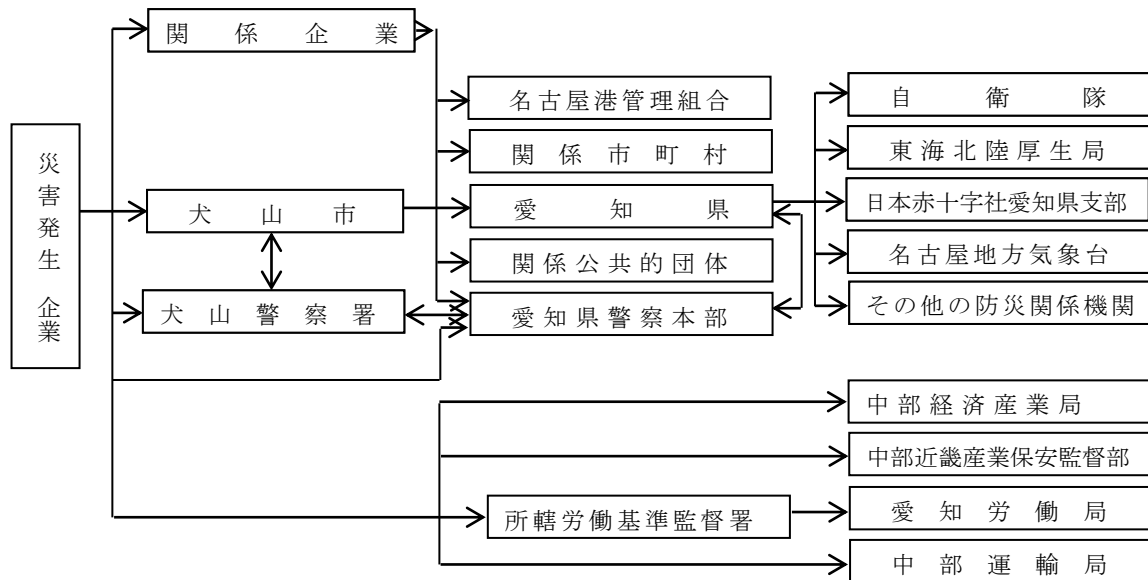 災害発生 企業
関係企業
犬山市
犬山警察署
名古屋港管理組合
関係市町村
愛知県
関係公共的団体
愛知県警察本部
所轄労働基準監督署
自衛隊
東海北陸厚生局
日本赤十字社愛知県支部
名古屋地方気象台
その他の防災関係機関
中部経済産業局
中部近畿産業保安監督部
愛知労働局
中部運輸局